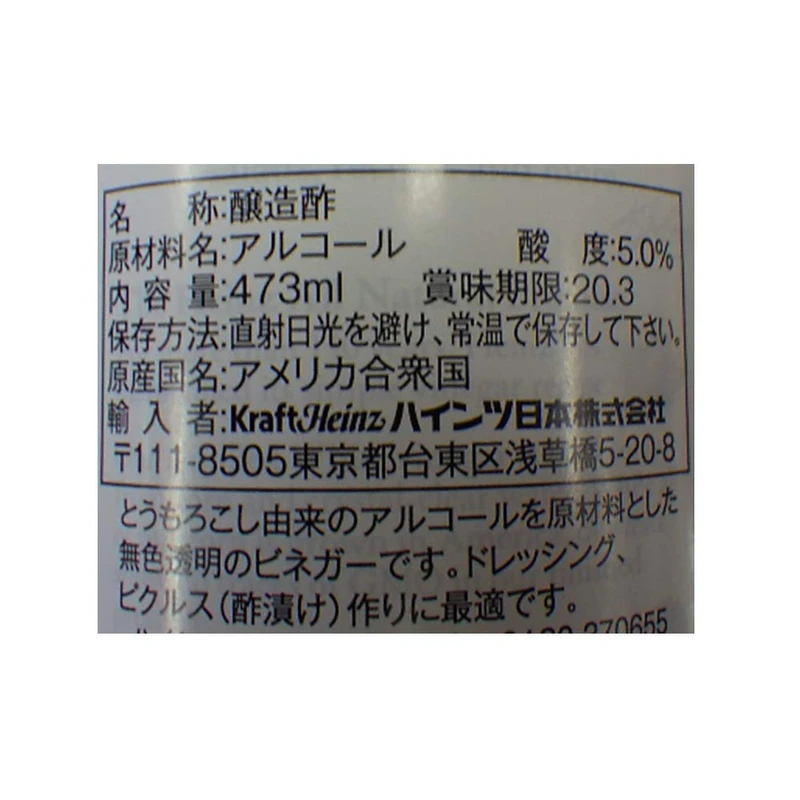 名 称:醸造酢
原材料名:アルコール 酸 度:5.0%
内 容 量:473ml 賞味期限:20.3
保存方法:直射日光を避け、常温で保存して下さい。
原産国名:アメリカ合衆国
輸 入 者:KraftHeinz ハインツ日本株式会社
〒111-8505東京都台東区浅草橋5-20-8
とうもろこし由来のアルコールを原材料とした
無色透明のビネガーです。ドレッシング、
ピクルス(酢漬け)作りに最適です。